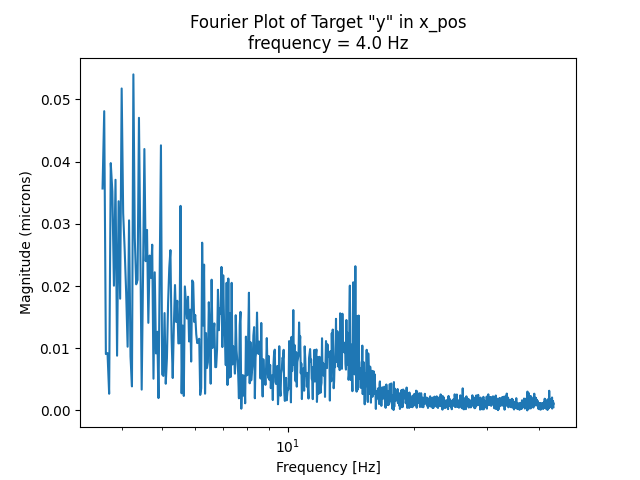 Fourier Plot of Target "y" in x_pos
frequency = 4.0 Hz
0.05
0.04
0.03
0.02
0.01
0.00
Magnitude (microns)
10¹
Frequency [Hz]